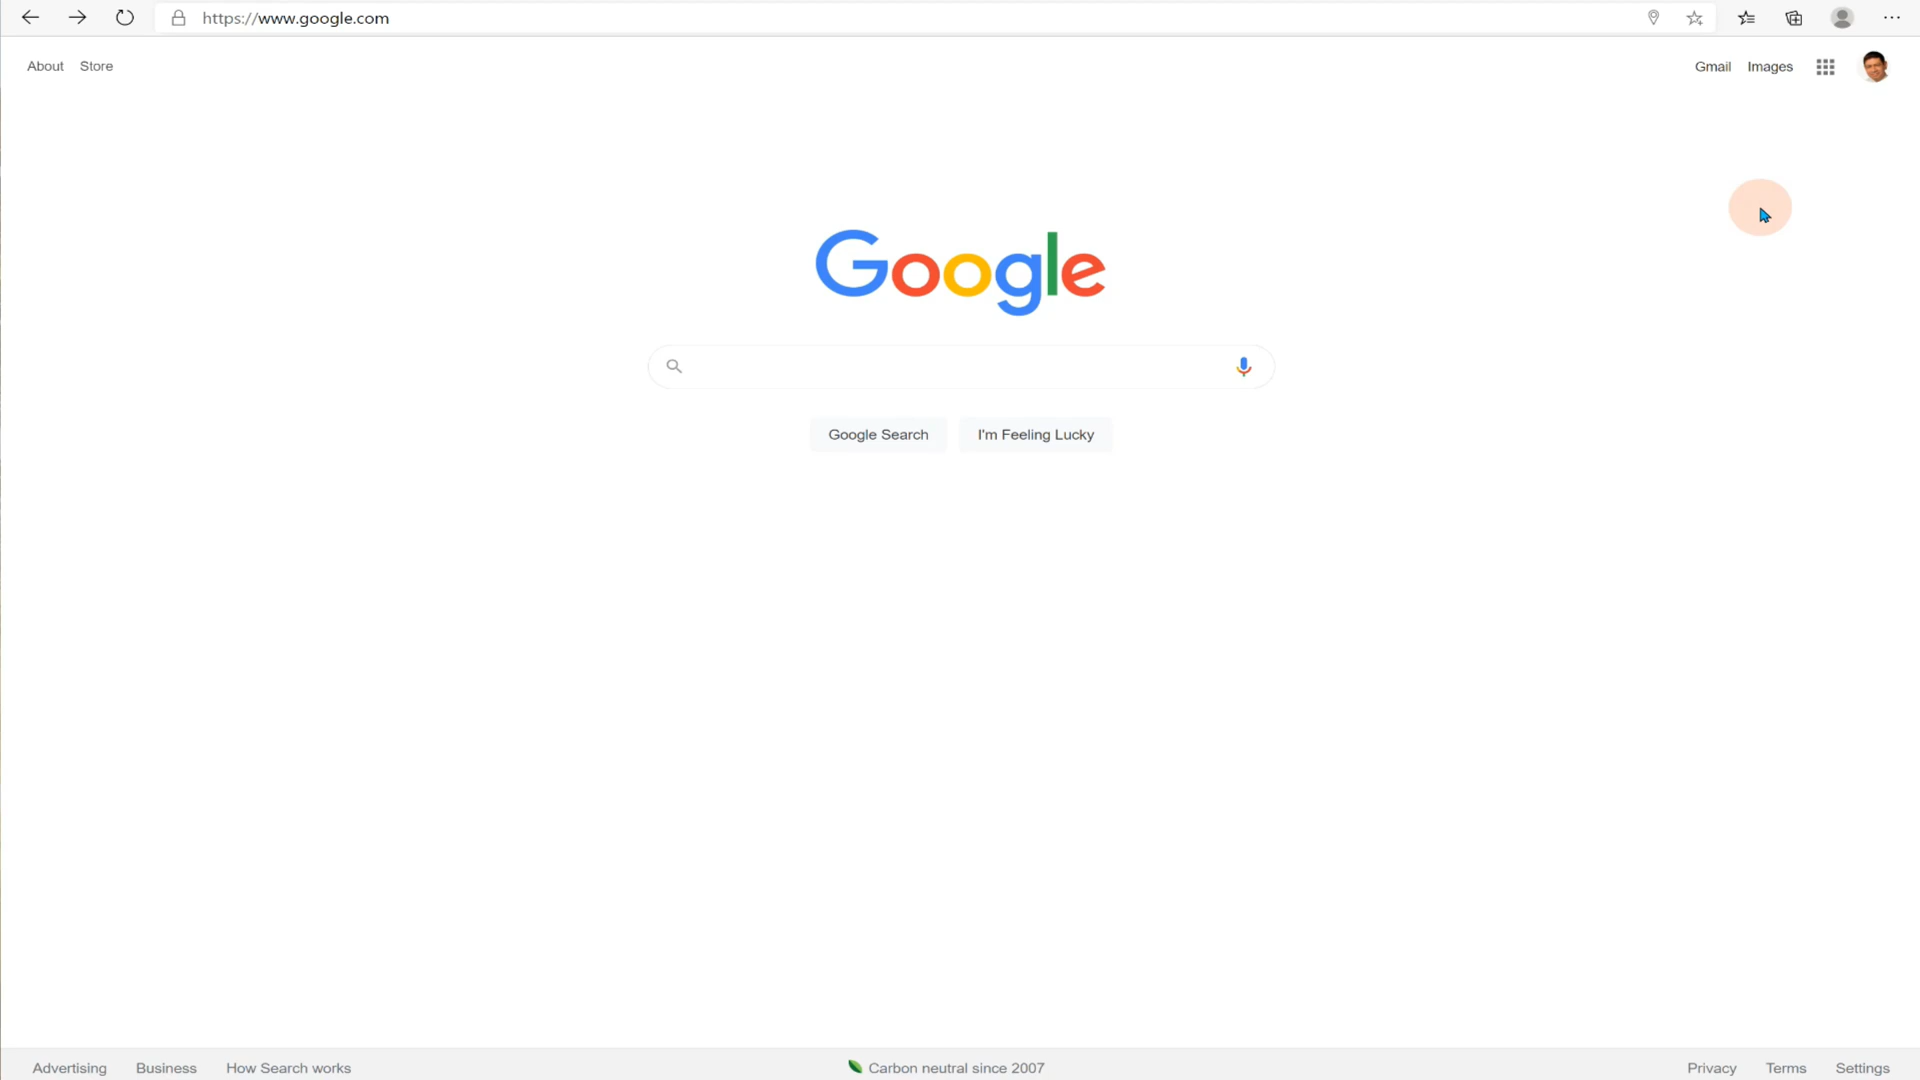 https://www.google.com
About Store
Gmail Images
Google
Google Search I'm Feeling Lucky
Advertising Business How Search works
Carbon neutral since 2007
Privacy Terms Settings